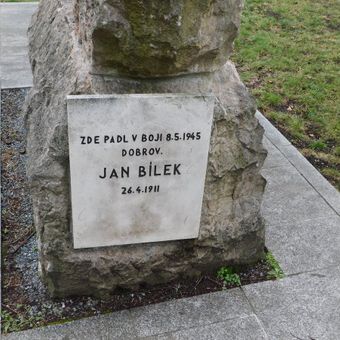 ZDE PADL V BOJI 8.5.1945
DOBROV.
JAN BÍLEK
26.4.1911